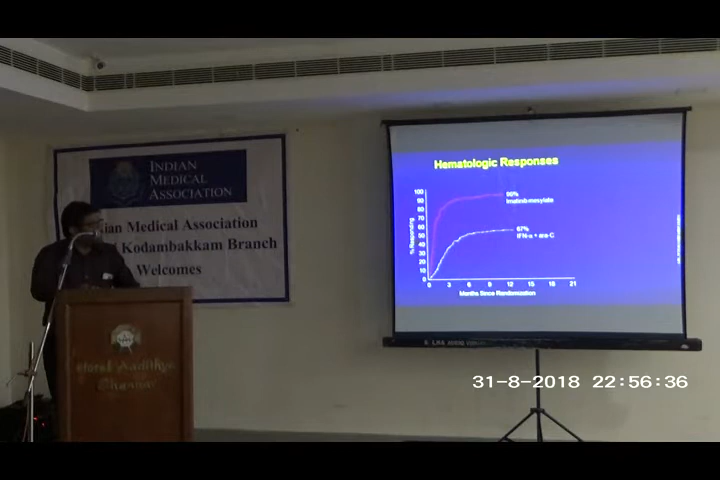 INDIAN
MEDICAL
ASSOCIATION
ian Medical Association
Kodambakkam Branch
Welcomes
Hematologic Responses
% Responding
100
90
80
70
60
50
40
30
20
10
0
0 3 6 9 12 15 18 21
Months Since Randomization
Imatinib mesylate
67%
IFN-α + ara-C
31-8-2018 22:56:36